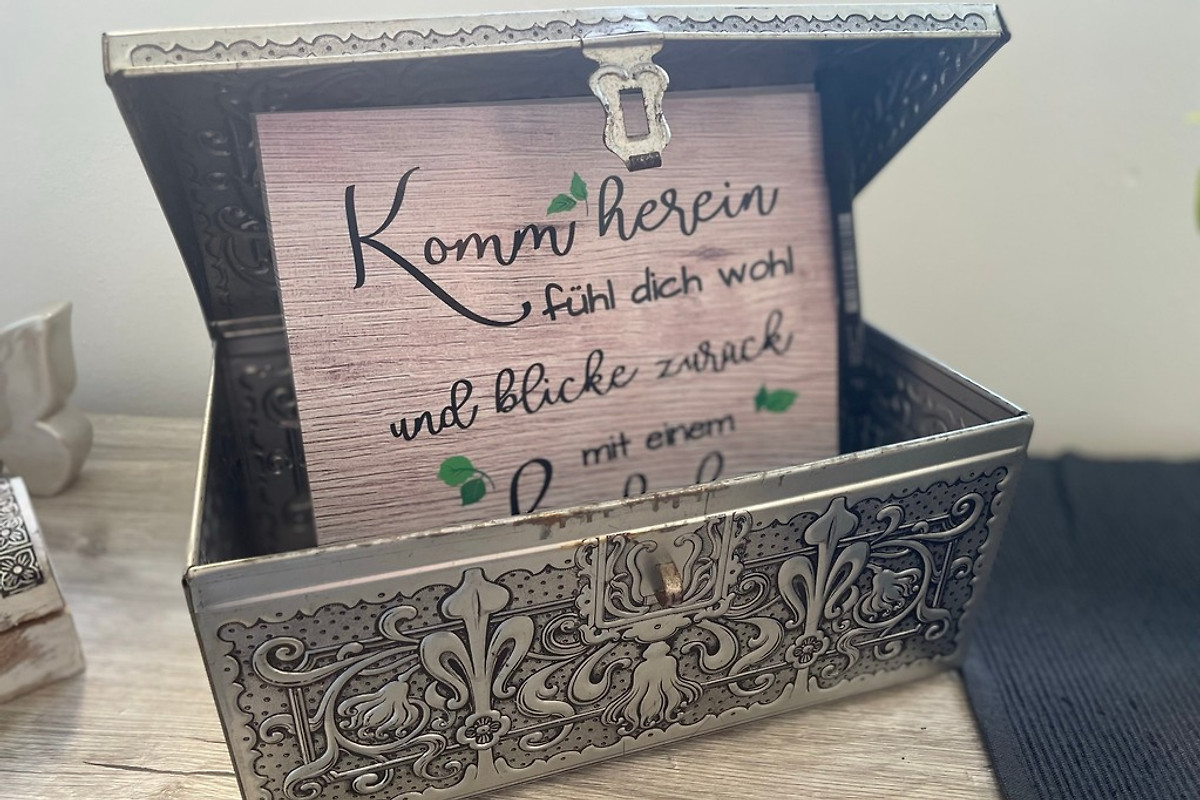 Komm herein
fühl dich wohl
und blicke zurück
mit einem